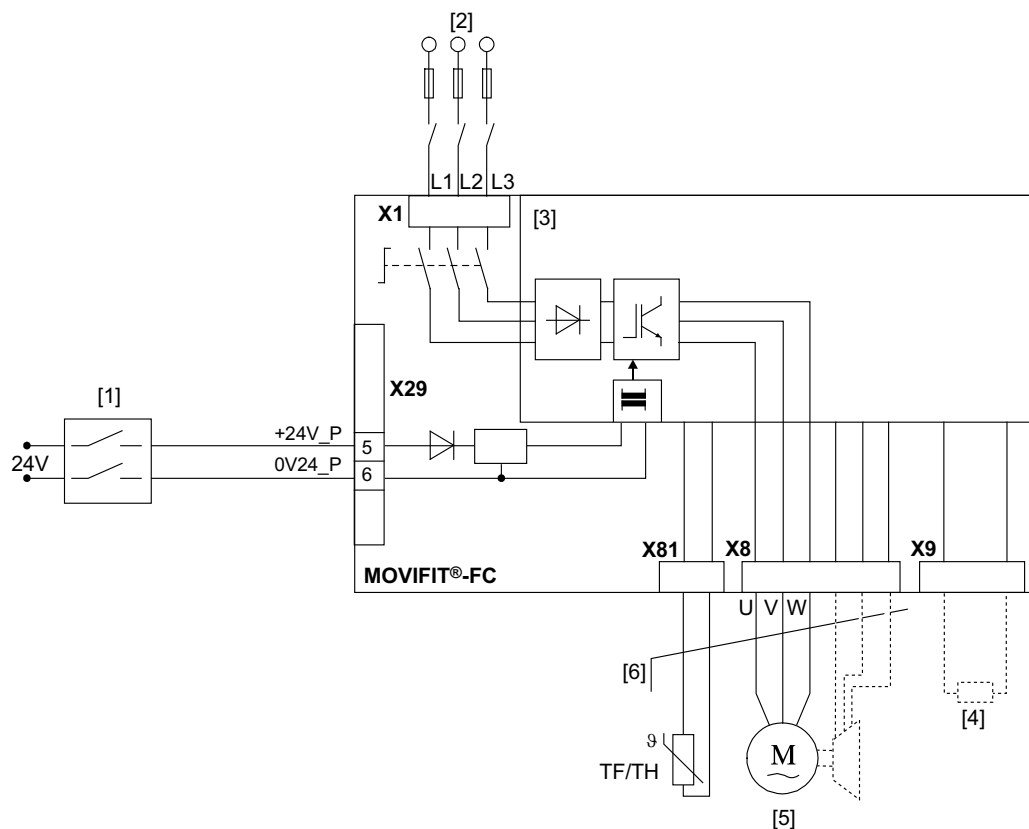 [2]
L1 L2 L3
X1
[3]
X29
[1]
+24V_P
5
24V
0V24_P
6
X81
X8
X9
MOVIFIT®-FC
U V W
[6]
[4]
ϑ
TF/TH
M
[5]